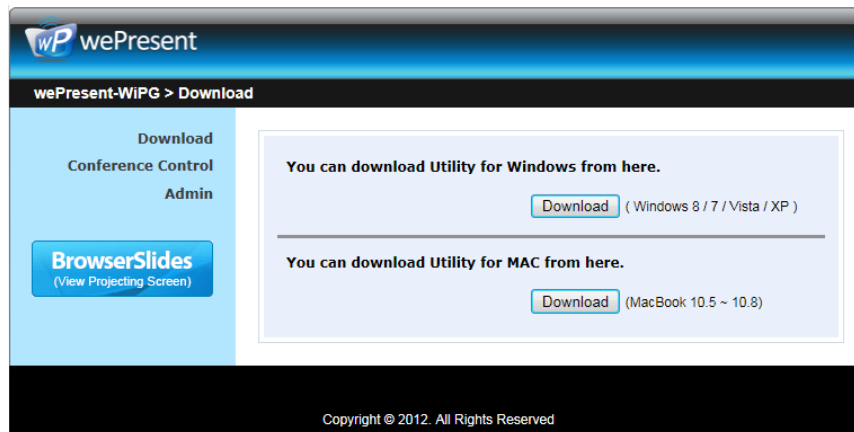 wP wePresent
wePresent-WiPG > Download
Download
Conference Control
Admin
BrowserSlides
(View Projecting Screen)
You can download Utility for Windows from here.
Download ( Windows 8 / 7 / Vista / XP )
You can download Utility for MAC from here.
Download (MacBook 10.5 ~ 10.8)
Copyright © 2012. All Rights Reserved